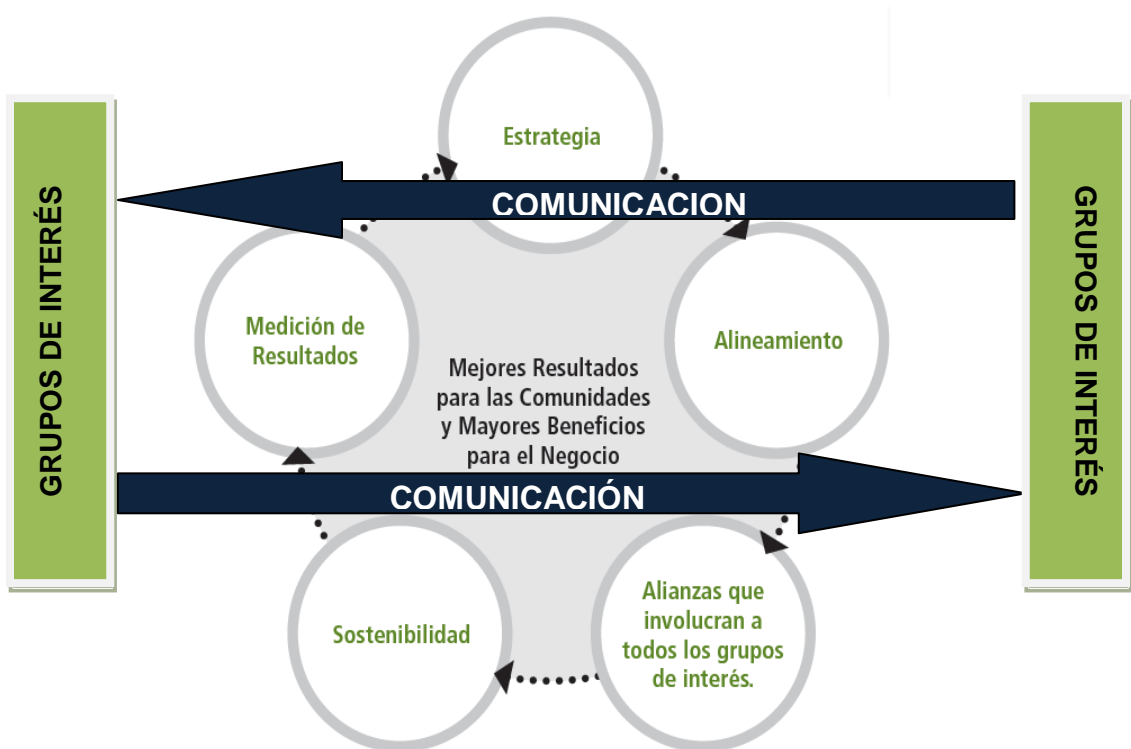 Estrategia
COMUNICACION
GRUPOS DE INTERÉS
GRUPOS DE INTERÉS
Medición de
Resultados
Alineamiento
Mejores Resultados
para las Comunidades
y Mayores Beneficios
para el Negocio
COMUNICACIÓN
Sostenibilidad
Alianzas que
involucran a
todos los grupos
de interés.